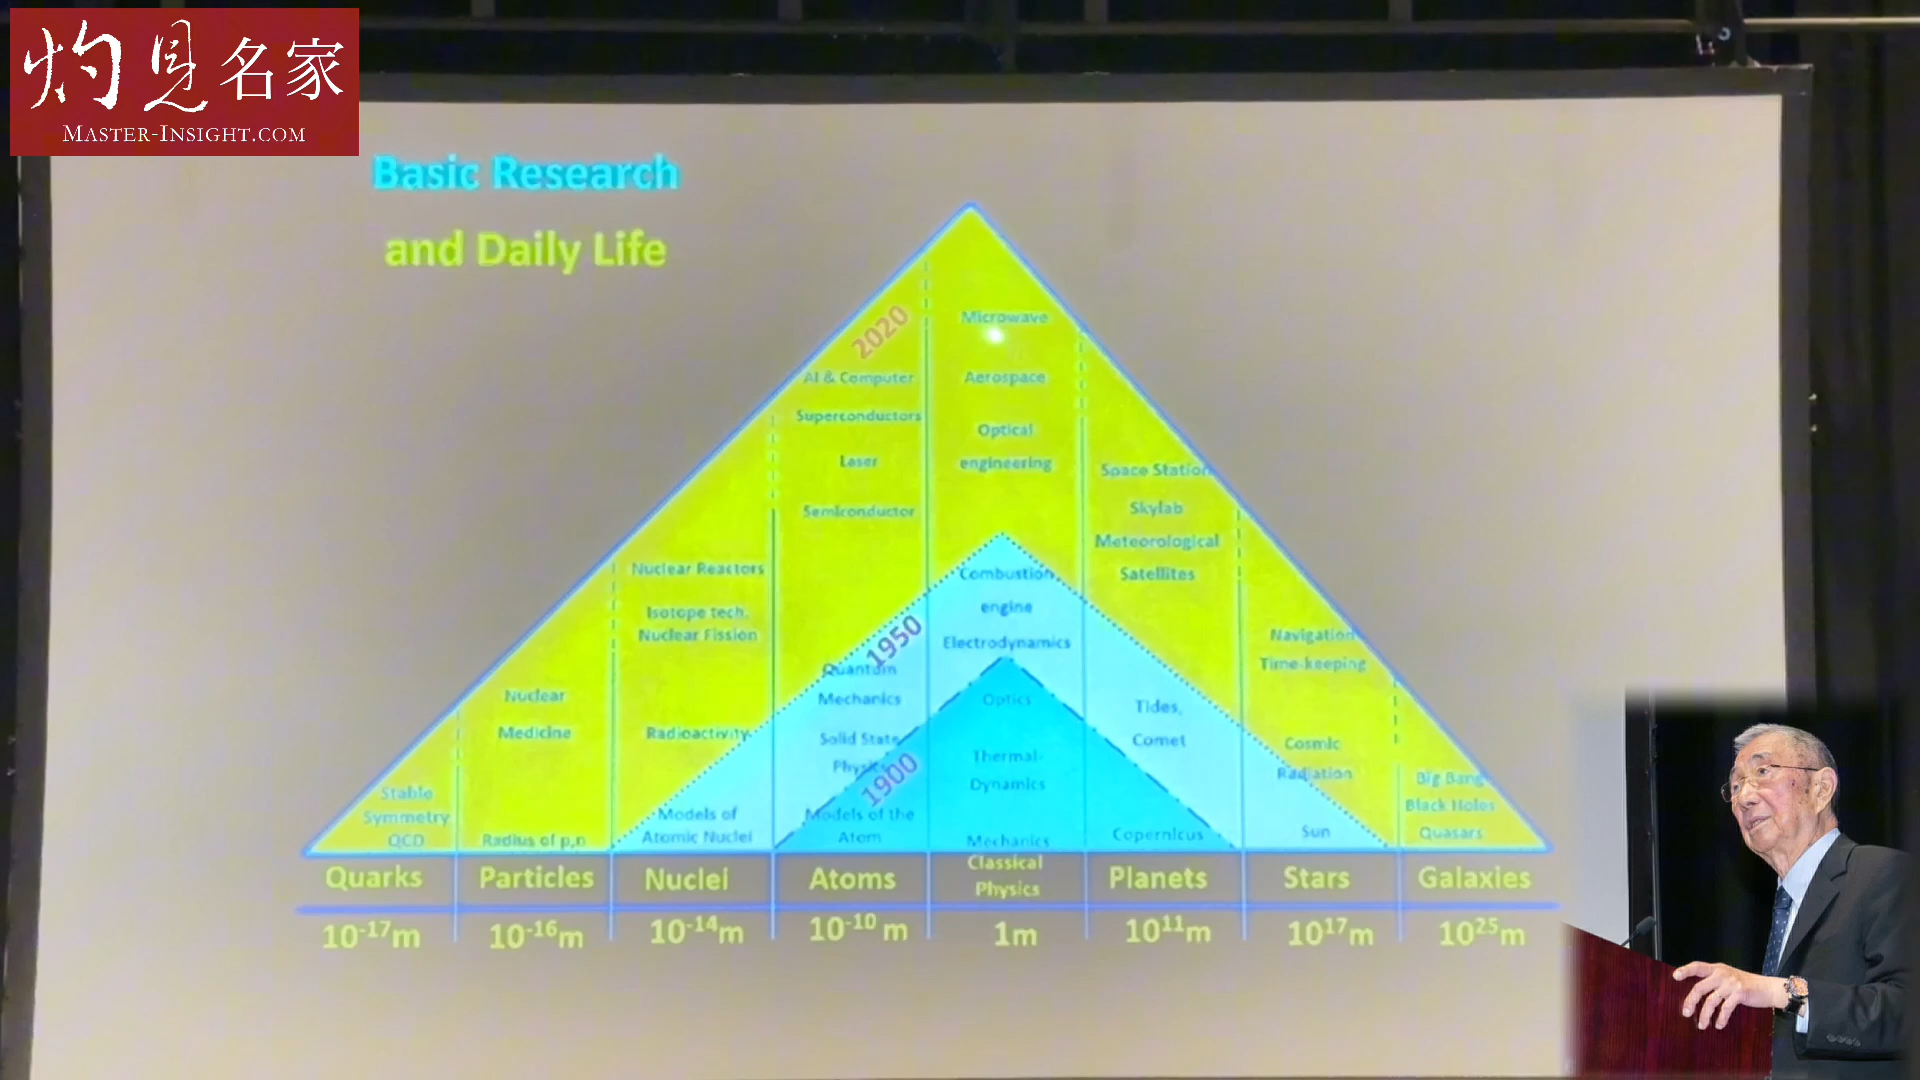 灼見名家
MASTER-INSIGHT.COM
Basic Research
and Daily Life
2020
Microwave
Aerospace
Optical
engineering
AI & Computer
Superconductors
Laser
Semiconductor
Space Station
Skylab
Meteorological
Satellites
Nuclear Reactors
Isotope tech.
Nuclear Fission
Radioactivity
Nuclear
Medicine
Navigation
Time-keeping
1950
Combustion
engine
Electrodynamics
Quantum
Mechanics
Solid State
Physics
Tides,
Comet
Cosmic
Radiation
1900
Optics
Thermal-
Dynamics
Mechanics
Stable
Symmetry
QCD
Radius of p,n
Models of
Atomic Nuclei
Models of the
Atom
Copernicus
Sun
Big Bang
Black Holes
Quasars
Quarks
Particles
Nuclei
Atoms
Classical
Physics
Planets
Stars
Galaxies
10⁻¹⁷m
10⁻¹⁶m
10⁻¹⁴m
10⁻¹⁰ m
1m
10¹¹m
10¹⁷m
10²⁵m